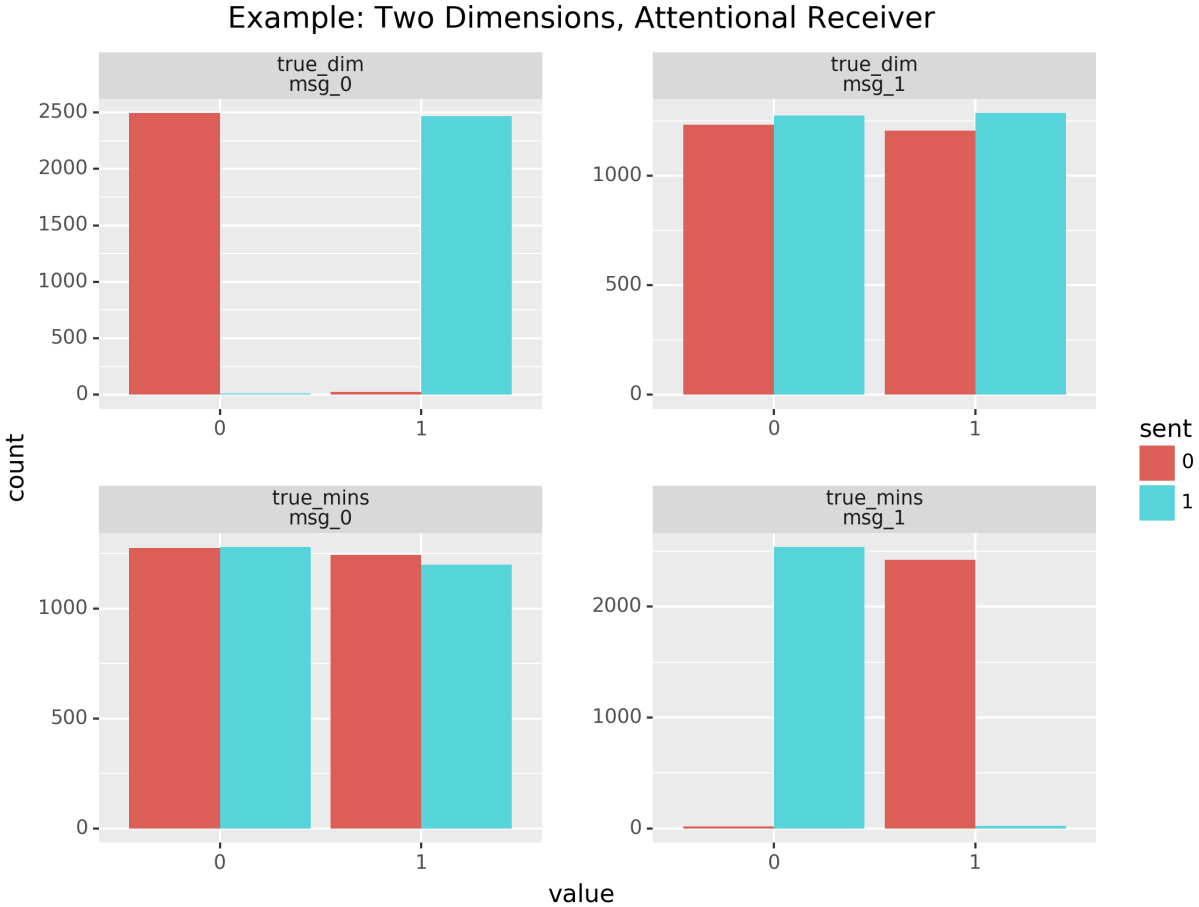 Example: Two Dimensions, Attentional Receiver
true_dim
msg_0
true_dim
msg_1
2500
2000
1500
1000
500
0
0 1
1000
500
0
0 1
count
true_mins
msg_0
true_mins
msg_1
1000
500
0
0 1
2000
1000
0
0 1
value
sent
0
1